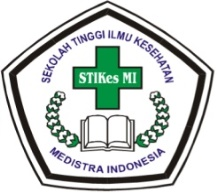 SEKOLAH TINGGI ILMU KESEHATAN
STIKes MI
MEDISTRA INDONESIA